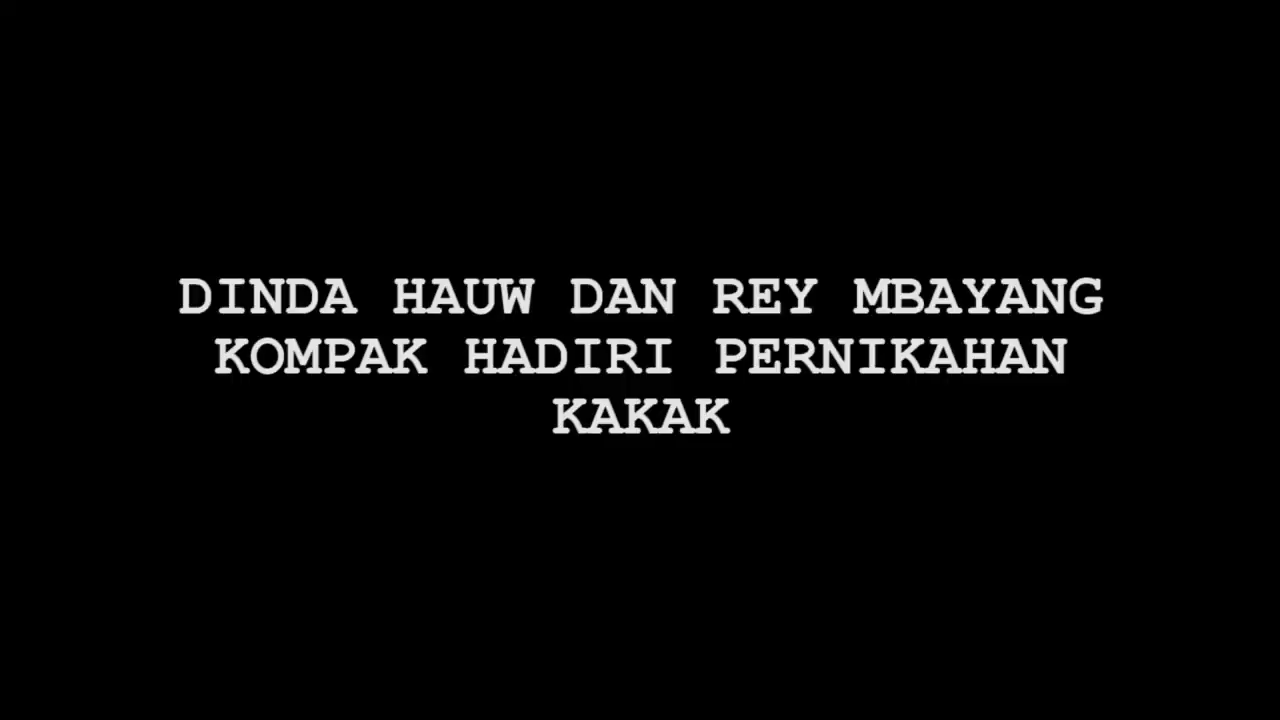 DINDA HAUW DAN REY MBAYANG
KOMPAK HADIRI PERNIKAHAN
KAKAK